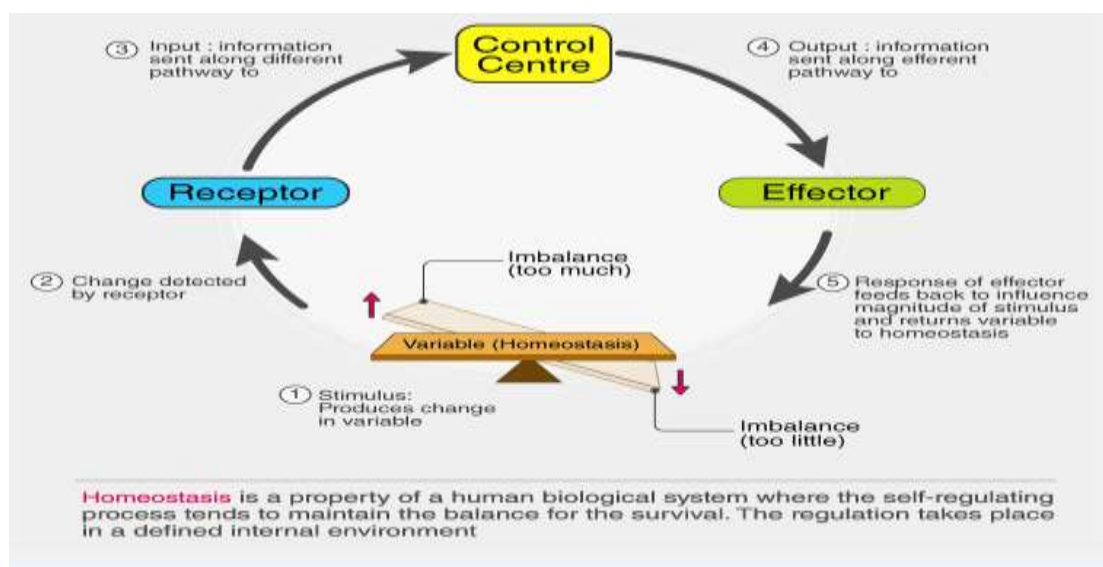 Control
Centre
3 Input : information
sent along different
pathway to
4 Output : information
sent along efferent
pathway to
Receptor
Effector
Imbalance
(too much)
2 Change detected
by receptor
5 Response of effector
feeds back to influence
magnitude of stimulus
and returns variable
to homeostasis
Variable (Homeostasis)
1 Stimulus:
Produces change
in variable
Imbalance
(too little)
Homeostasis is a property of a human biological system where the self-regulating
process tends to maintain the balance for the survival. The regulation takes place
in a defined internal environment